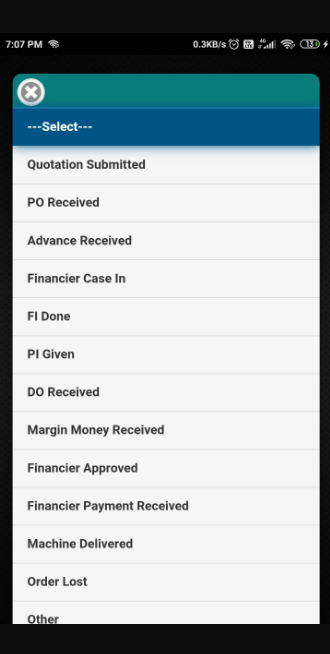 7:07 PM 0.3KB/s 4G 13
---Select---
Quotation Submitted
PO Received
Advance Received
Financier Case In
FI Done
PI Given
DO Received
Margin Money Received
Financier Approved
Financier Payment Received
Machine Delivered
Order Lost
Other